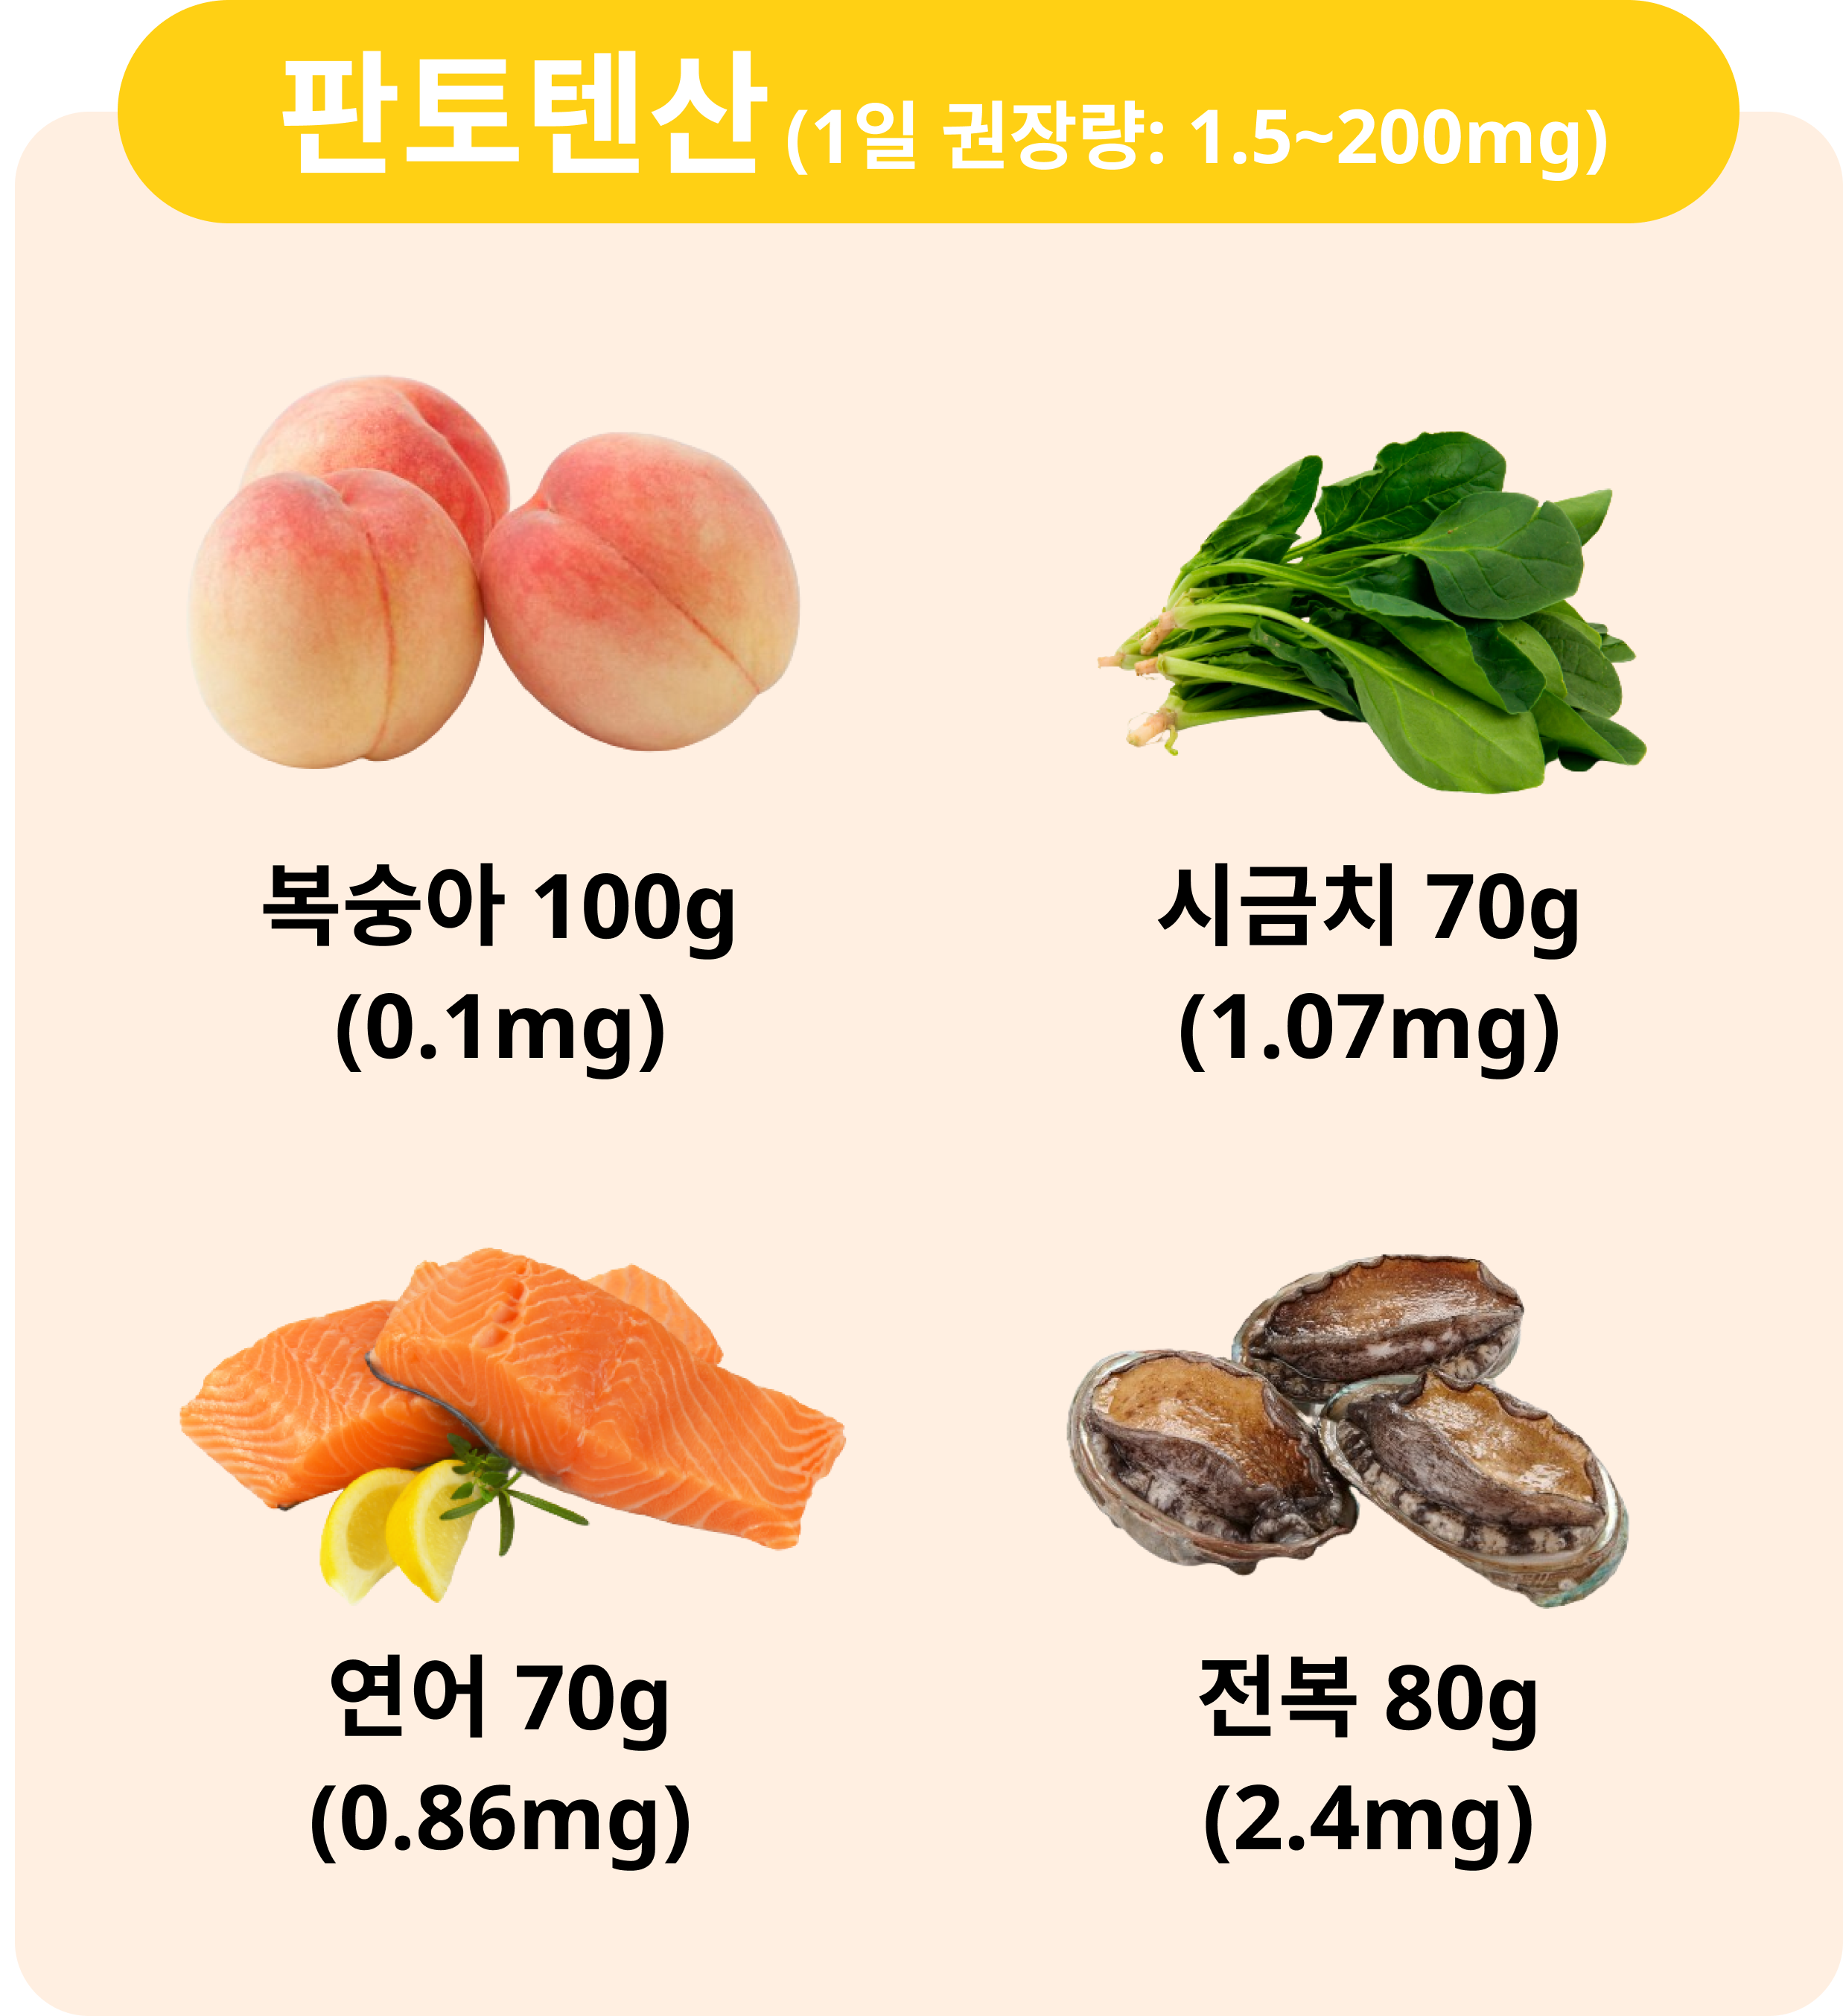 판토텐산 (1일 권장량: 1.5~200mg)
복숭아 100g
(0.1mg)
시금치 70g
(1.07mg)
연어 70g
(0.86mg)
전복 80g
(2.4mg)